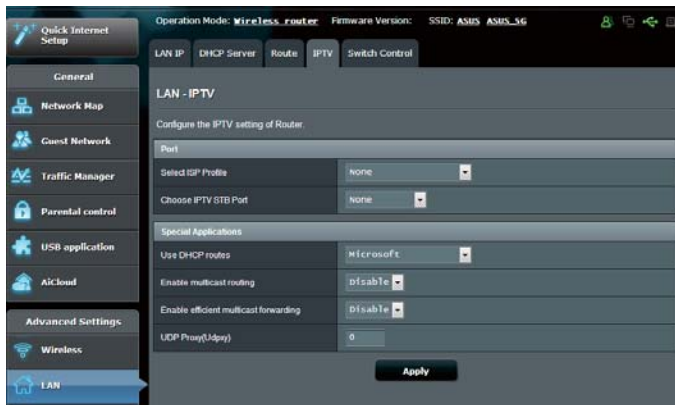 Quick Internet
Setup
Operation Mode: Wireless router Firmware Version: SSID: ASUS ASUS_5G
LAN IP DHCP Server Route IPTV Switch Control
General
Network Map
Guest Network
Traffic Manager
Parental control
USB application
AiCloud
Advanced Settings
Wireless
LAN
LAN - IPTV
Configure the IPTV setting of Router.
Port
Select ISP Profile None
Choose IPTV STB Port None
Special Applications
Use DHCP routes Microsoft
Enable multicast routing Disable
Enable efficient multicast forwarding Disable
UDP Proxy(Udpxy) 0
Apply